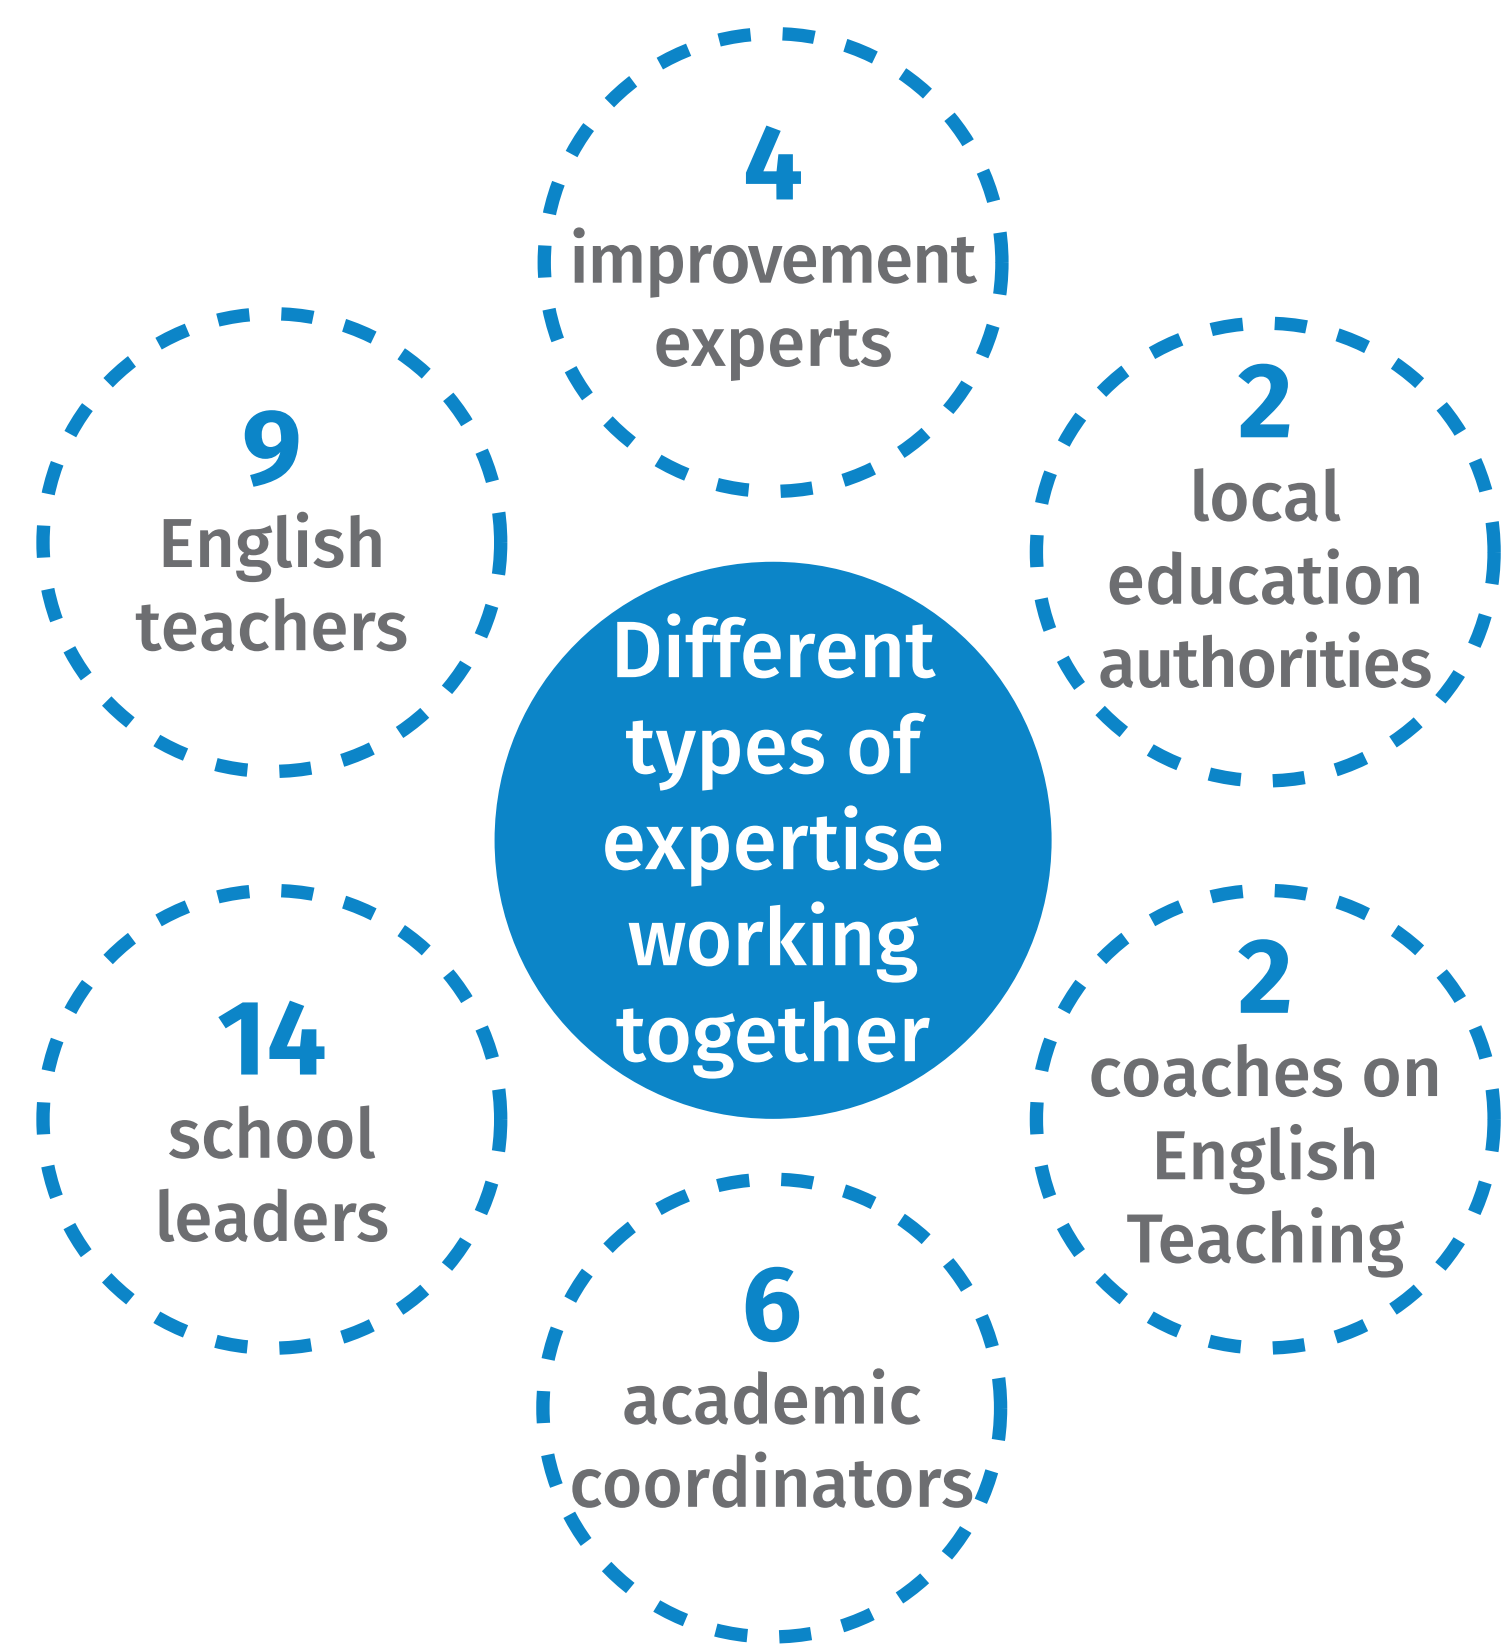 4
improvement
experts
2
local
education
authorities
2
coaches on
English
Teaching
6
academic
coordinators
14
school
leaders
9
English
teachers
Different
types of
expertise
working
together